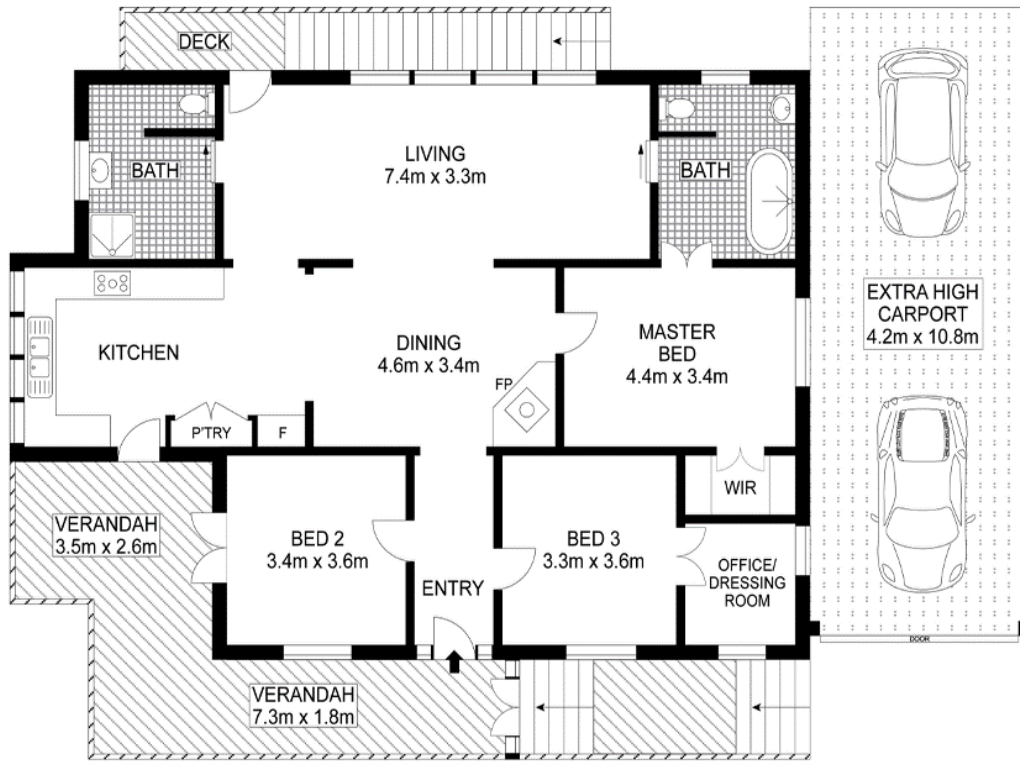 DECK
LIVING
7.4m x 3.3m
BATH
BATH
EXTRA HIGH
CARPORT
4.2m x 10.8m
KITCHEN
DINING
4.6m x 3.4m
MASTER
BED
4.4m x 3.4m
FP
P'TRY
F
WIR
VERANDAH
3.5m x 2.6m
BED 2
3.4m x 3.6m
BED 3
3.3m x 3.6m
OFFICE/
DRESSING
ROOM
ENTRY
DOOR
VERANDAH
7.3m x 1.8m